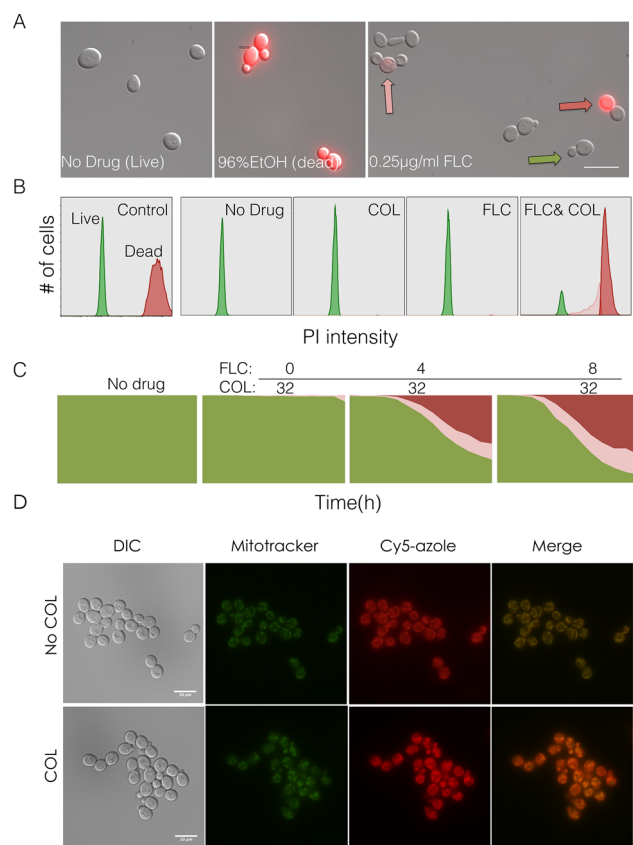 A
No Drug (Live)
96%EtOH (dead)
0.25µg/ml FLC
B
# of cells
Live
Control
Dead
No Drug
COL
FLC
FLC& COL
PI intensity
C
No drug
FLC: 0 4 8
COL: 32 32 32
Time(h)
D
DIC Mitotracker Cy5-azole Merge
No COL
COL